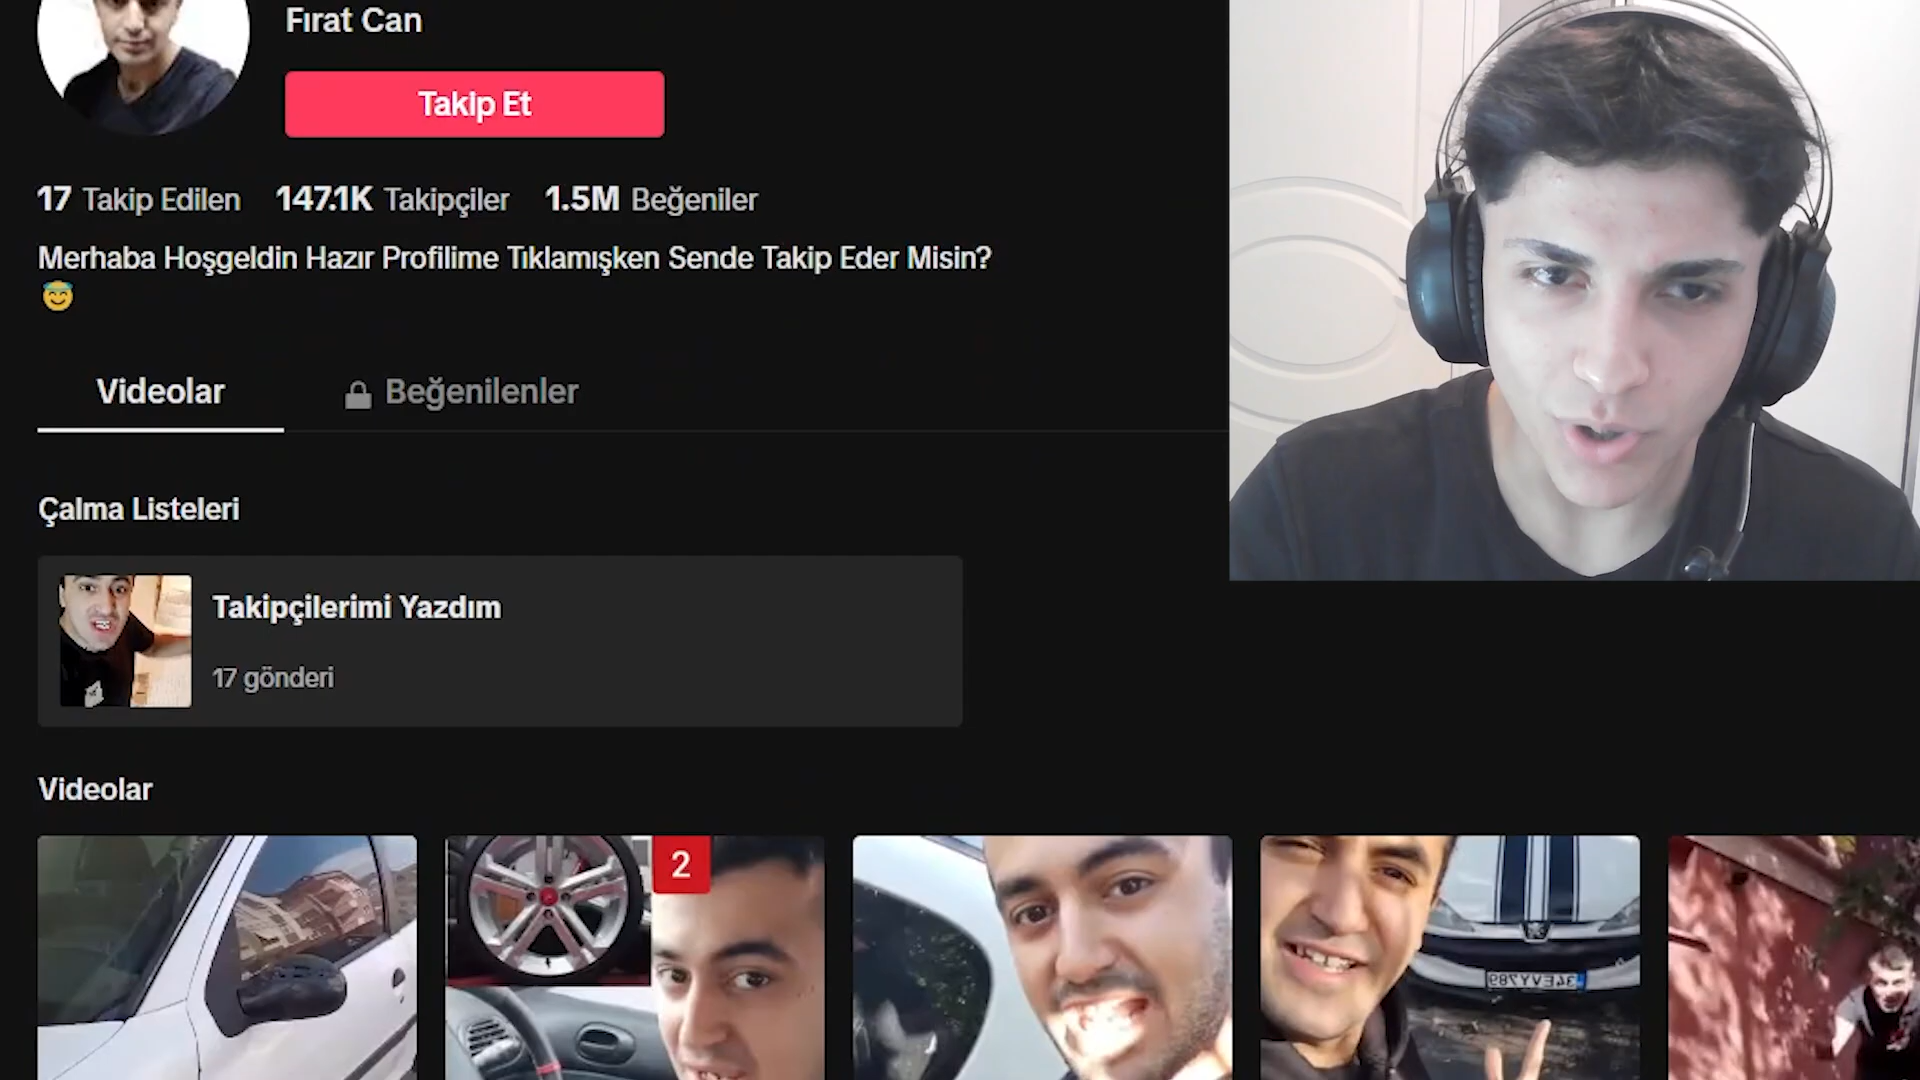 Fırat Can
Takip Et
17 Takip Edilen 147.1K Takipçiler 1.5M Beğeniler
Merhaba Hoşgeldin Hazır Profilime Tıklamışken Sende Takip Eder Misin?
😇
Videolar Beğenilenler
Çalma Listeleri
Takipçilerimi Yazdım
17 gönderi
Videolar
2
34EVY789